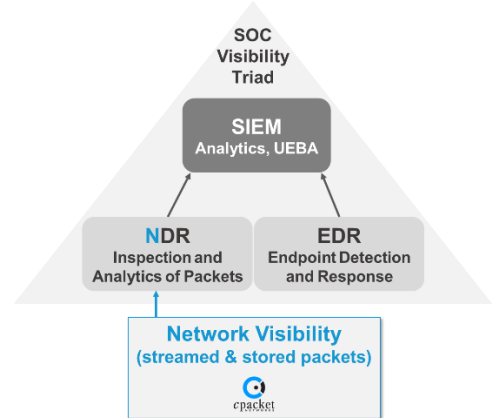 SOC
Visibility
Triad
SIEM
Analytics, UEBA
NDR
Inspection and
Analytics of Packets
EDR
Endpoint Detection
and Response
Network Visibility
(streamed & stored packets)
cpacket
NETWORKS